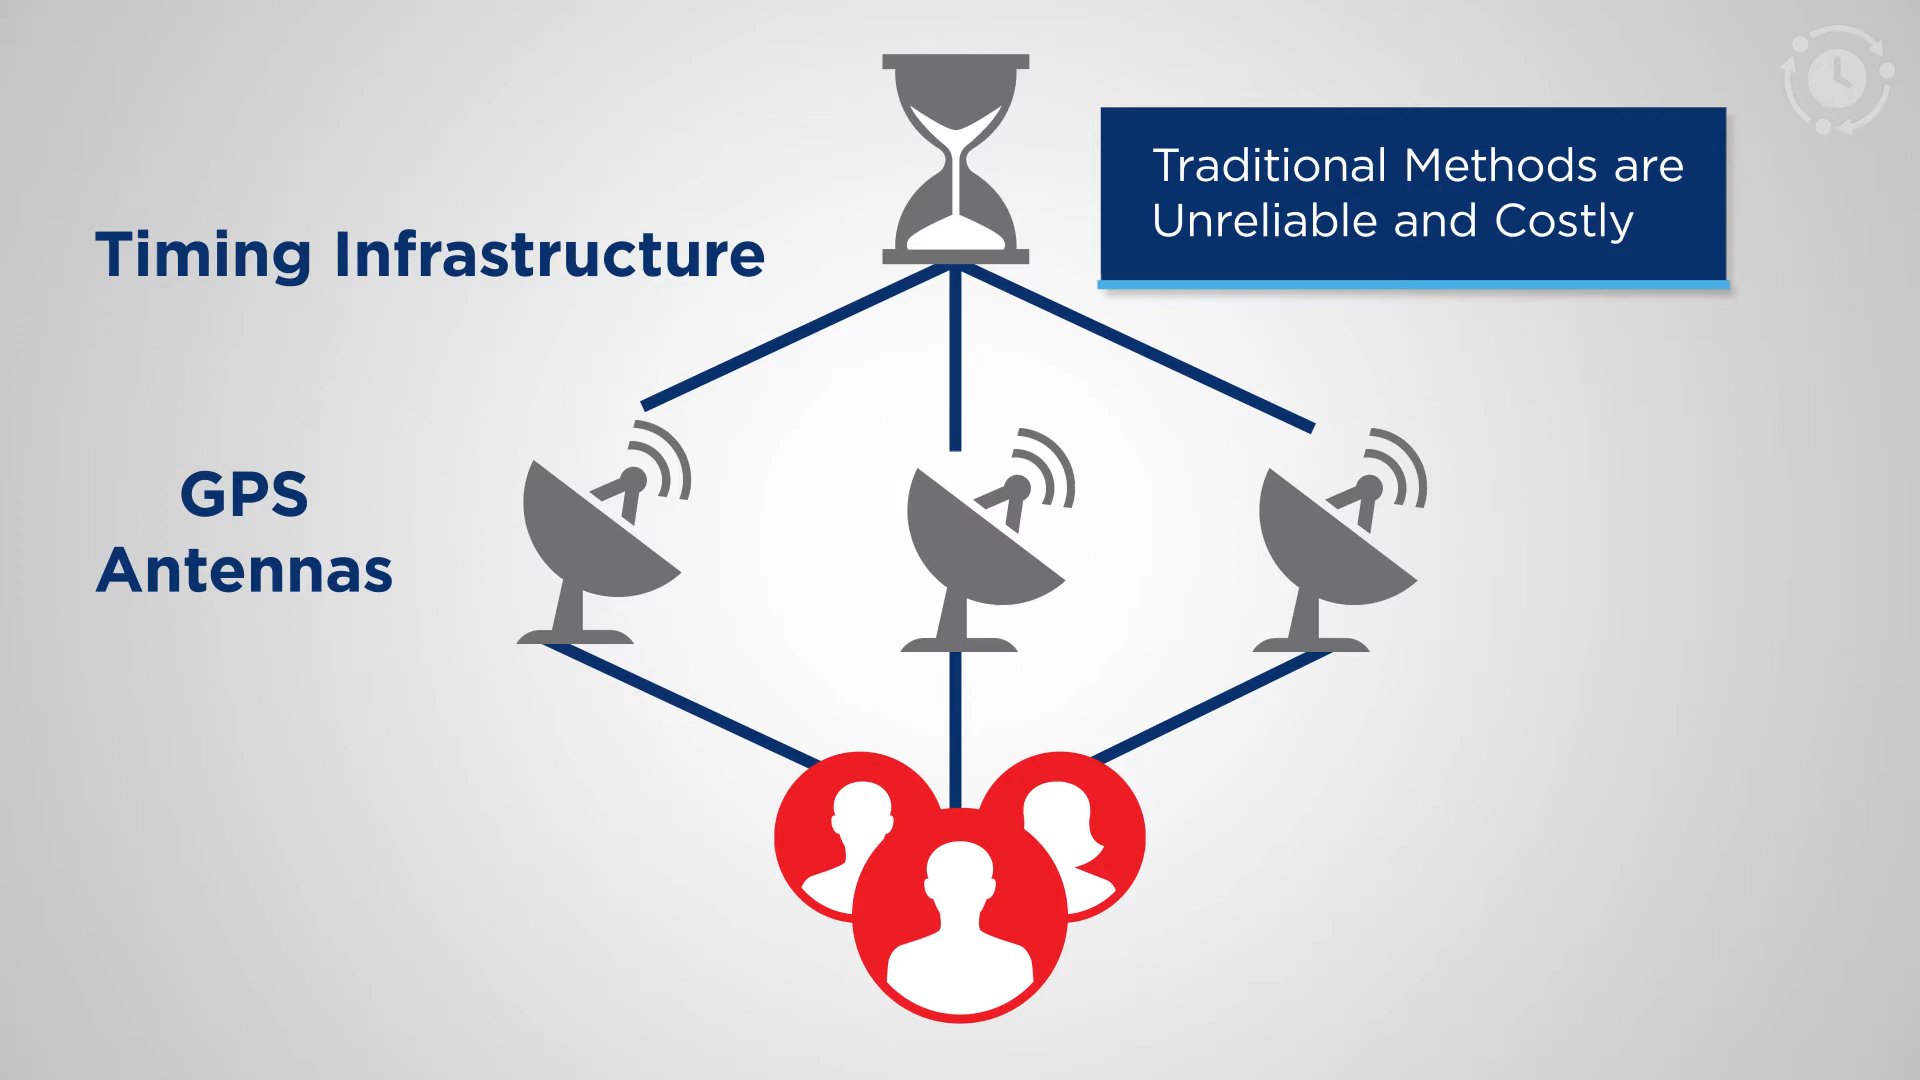 Traditional Methods are
Unreliable and Costly
Timing Infrastructure
GPS
Antennas